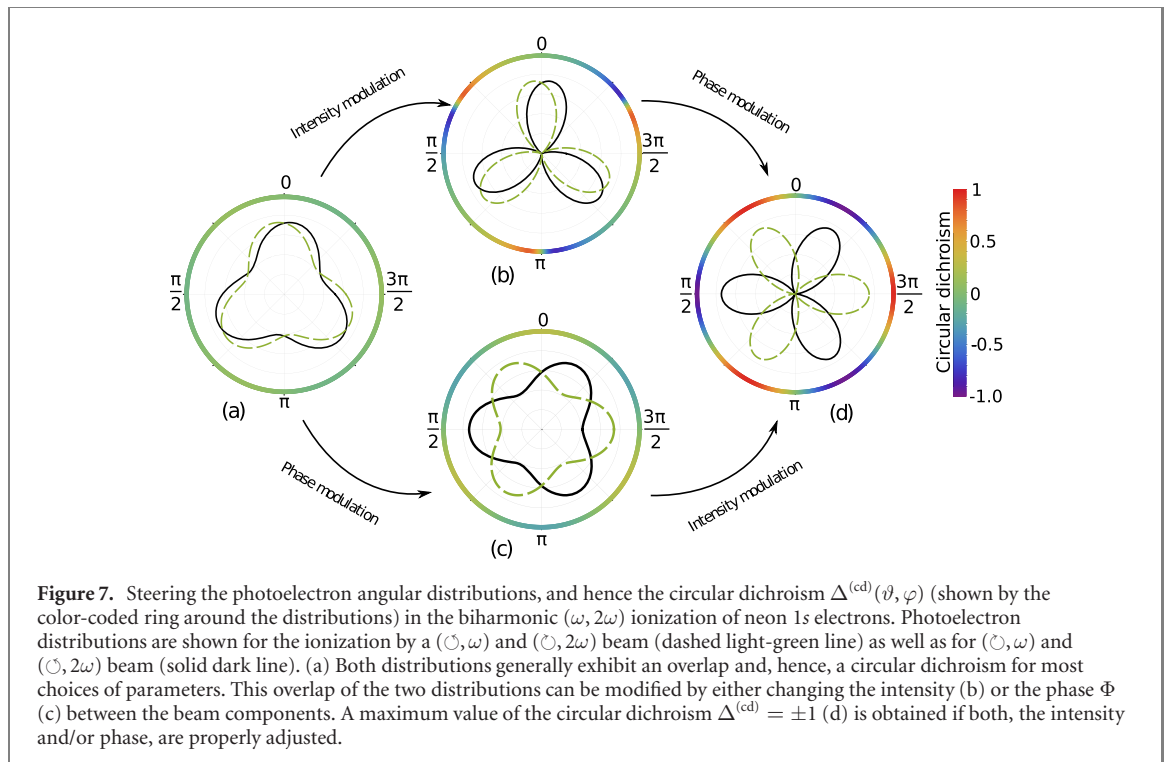 0
Intensity modulation
π
2
3π
2
π
(b)
Phase modulation
0
π
2
3π
2
π
(a)
0
π
2
3π
2
π
(d)
1
0.5
0
-0.5
-1.0
Circular dichroism
Phase modulation
0
π
2
3π
2
π
(c)
Intensity modulation
Figure 7. Steering the photoelectron angular distributions, and hence the circular dichroism Δ^(cd)(ϑ, φ) (shown by the
color-coded ring around the distributions) in the biharmonic (ω, 2ω) ionization of neon 1s electrons. Photoelectron
distributions are shown for the ionization by a (↺, ω) and (↻, 2ω) beam (dashed light-green line) as well as for (↻, ω) and
(↺, 2ω) beam (solid dark line). (a) Both distributions generally exhibit an overlap and, hence, a circular dichroism for most
choices of parameters. This overlap of the two distributions can be modified by either changing the intensity (b) or the phase Φ
(c) between the beam components. A maximum value of the circular dichroism Δ^(cd) = ±1 (d) is obtained if both, the intensity
and/or phase, are properly adjusted.